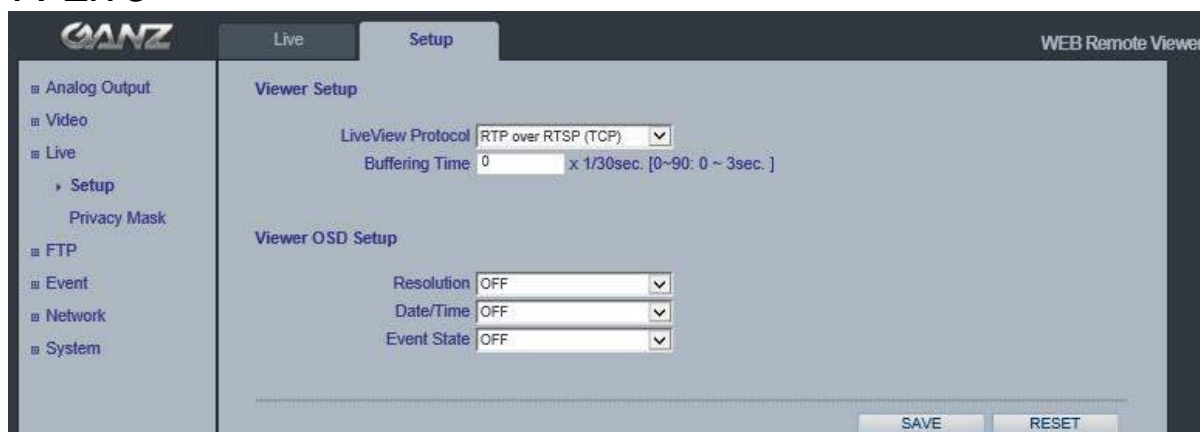 GANZ
Live
Setup
WEB Remote Viewer
Analog Output
Video
Live
Setup
Privacy Mask
FTP
Event
Network
System
Viewer Setup
LiveView Protocol RTP over RTSP (TCP)
Buffering Time 0 x 1/30sec. [0~90: 0 ~ 3sec. ]
Viewer OSD Setup
Resolution OFF
Date/Time OFF
Event State OFF
SAVE
RESET